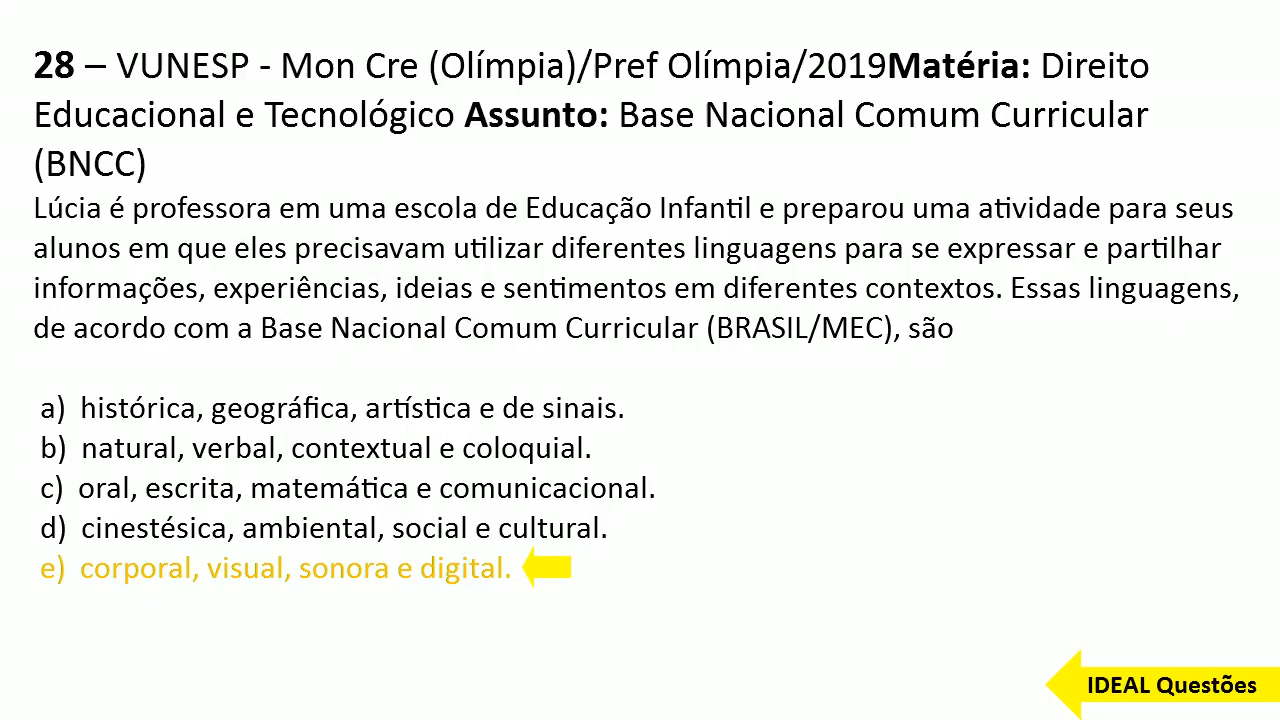 28 – VUNESP - Mon Cre (Olímpia)/Pref Olímpia/2019Matéria: Direito
Educacional e Tecnológico Assunto: Base Nacional Comum Curricular
(BNCC)
Lúcia é professora em uma escola de Educação Infantil e preparou uma atividade para seus
alunos em que eles precisavam utilizar diferentes linguagens para se expressar e partilhar
informações, experiências, ideias e sentimentos em diferentes contextos. Essas linguagens,
de acordo com a Base Nacional Comum Curricular (BRASIL/MEC), são
a) histórica, geográfica, artística e de sinais.
b) natural, verbal, contextual e coloquial.
c) oral, escrita, matemática e comunicacional.
d) cinestésica, ambiental, social e cultural.
e) corporal, visual, sonora e digital.
IDEAL Questões